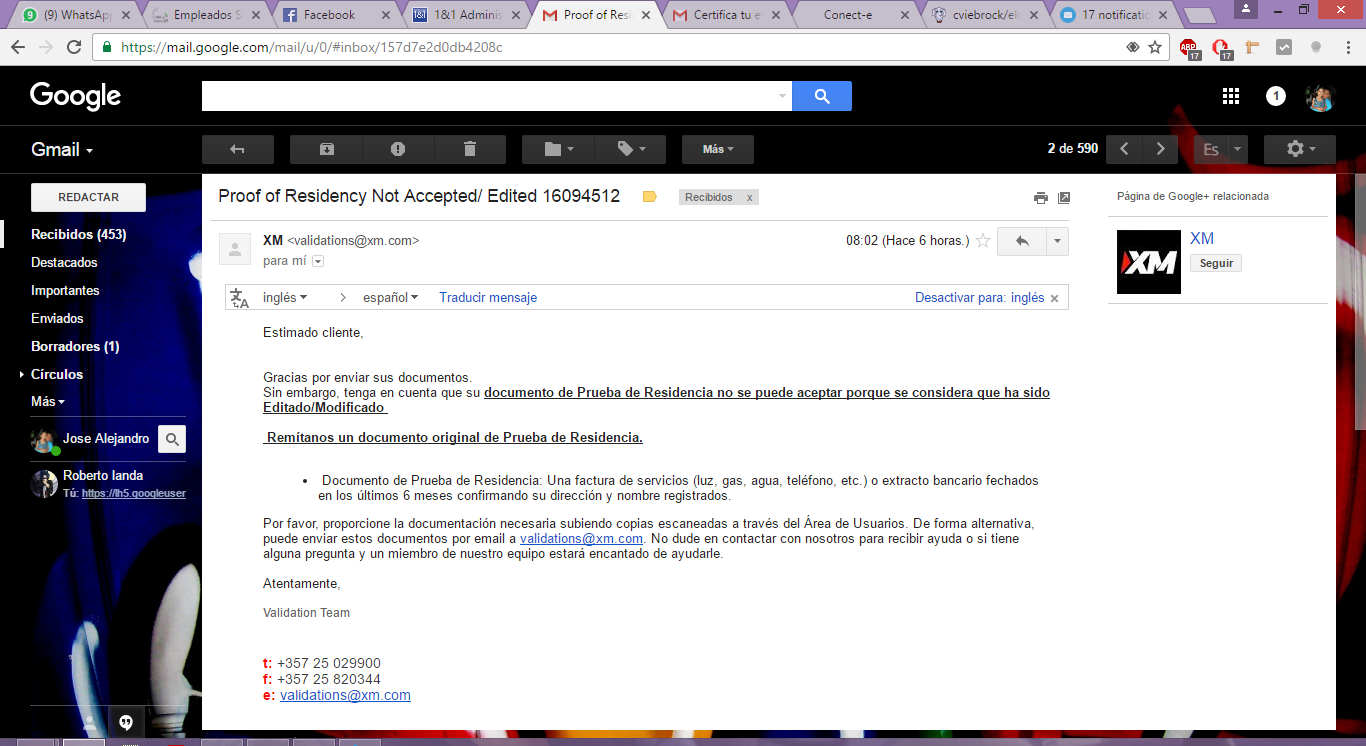 (9) WhatsApp
Empleados S
Facebook
1&1 Adminis
Proof of Resi
Certifica tu e
Conect-e
cviebrock/elo
17 notificatio
https://mail.google.com/mail/u/0/#inbox/157d7e2d0db4208c
ABP
17
17
Google
1
Gmail
Más
2 de 590
Es
REDACTAR
Recibidos (453)
Destacados
Importantes
Enviados
Borradores (1)
Círculos
Más
Jose Alejandro
Roberto landa
Tú: https://lh5.googleuser
Proof of Residency Not Accepted/ Edited 16094512
Recibidos x
XM <validations@xm.com>
08:02 (Hace 6 horas.)
para mí
inglés
español
Traducir mensaje
Desactivar para: inglés x
Estimado cliente,
Gracias por enviar sus documentos.
Sin embargo, tenga en cuenta que su documento de Prueba de Residencia no se puede aceptar porque se considera que ha sido
Editado/Modificado
Remítanos un documento original de Prueba de Residencia.
• Documento de Prueba de Residencia: Una factura de servicios (luz, gas, agua, teléfono, etc.) o extracto bancario fechados
en los últimos 6 meses confirmando su dirección y nombre registrados.
Por favor, proporcione la documentación necesaria subiendo copias escaneadas a través del Área de Usuarios. De forma alternativa,
puede enviar estos documentos por email a validations@xm.com. No dude en contactar con nosotros para recibir ayuda o si tiene
alguna pregunta y un miembro de nuestro equipo estará encantado de ayudarle.
Atentamente,
Validation Team
t: +357 25 029900
f: +357 25 820344
e: validations@xm.com
Página de Google+ relacionada
XM
XM
Seguir